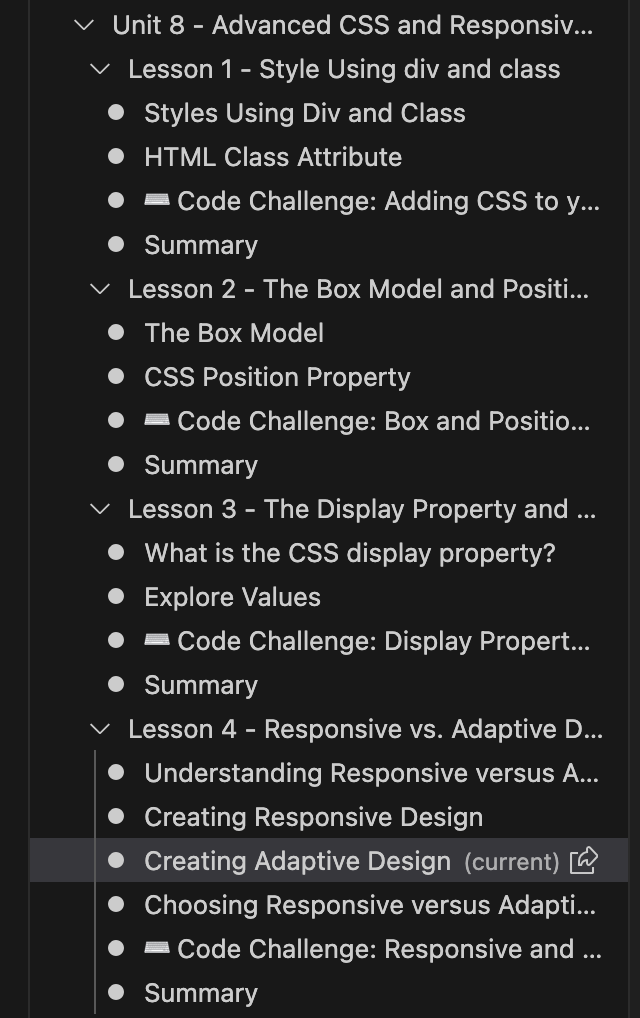 Unit 8 - Advanced CSS and Responsiv...
Lesson 1 - Style Using div and class
Styles Using Div and Class
HTML Class Attribute
Code Challenge: Adding CSS to y...
Summary
Lesson 2 - The Box Model and Positi...
The Box Model
CSS Position Property
Code Challenge: Box and Positio...
Summary
Lesson 3 - The Display Property and ...
What is the CSS display property?
Explore Values
Code Challenge: Display Propert...
Summary
Lesson 4 - Responsive vs. Adaptive D...
Understanding Responsive versus A...
Creating Responsive Design
Creating Adaptive Design (current)
Choosing Responsive versus Adapti...
Code Challenge: Responsive and ...
Summary